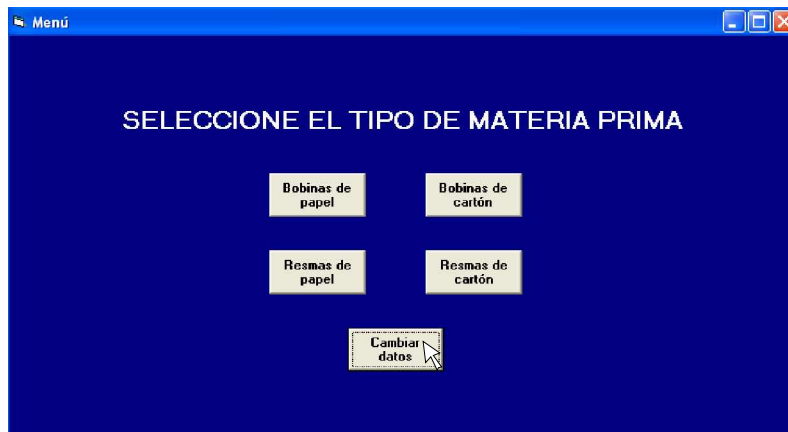 Menú
SELECCIONE EL TIPO DE MATERIA PRIMA
Bobinas de
papel
Bobinas de
cartón
Resmas de
papel
Resmas de
cartón
Cambiar
datos